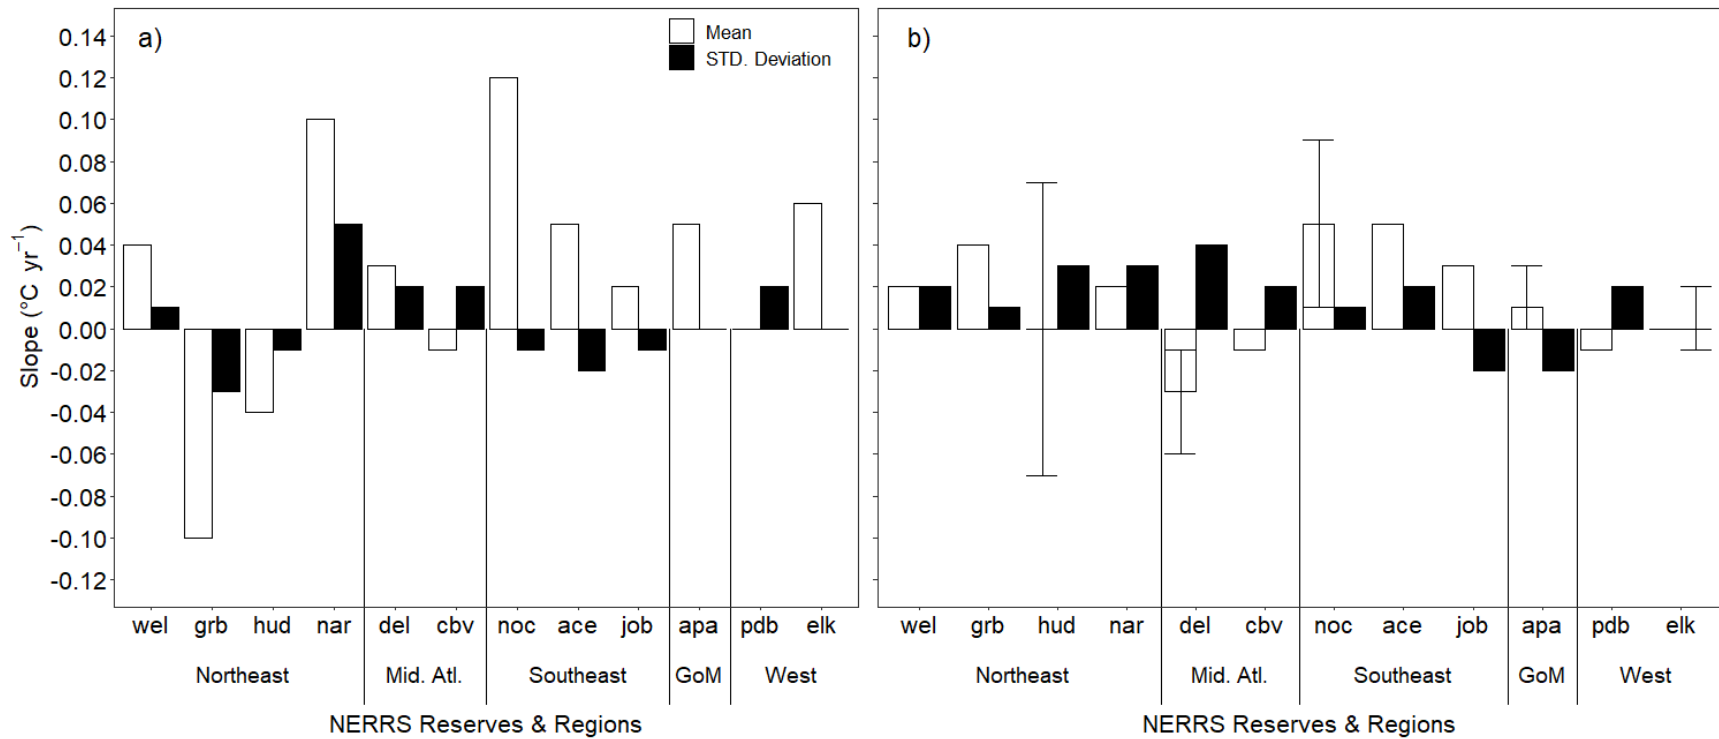 a)
Mean
STD. Deviation
b)
0.14
0.12
0.10
0.08
0.06
0.04
0.02
0.00
-0.02
-0.04
-0.06
-0.08
-0.10
-0.12
Slope (°C yr⁻¹)
wel grb hud nar del cbv noc ace job apa pdb elk
Northeast Mid. Atl. Southeast GoM West
NERRS Reserves & Regions
wel grb hud nar del cbv noc ace job apa pdb elk
Northeast Mid. Atl. Southeast GoM West
NERRS Reserves & Regions